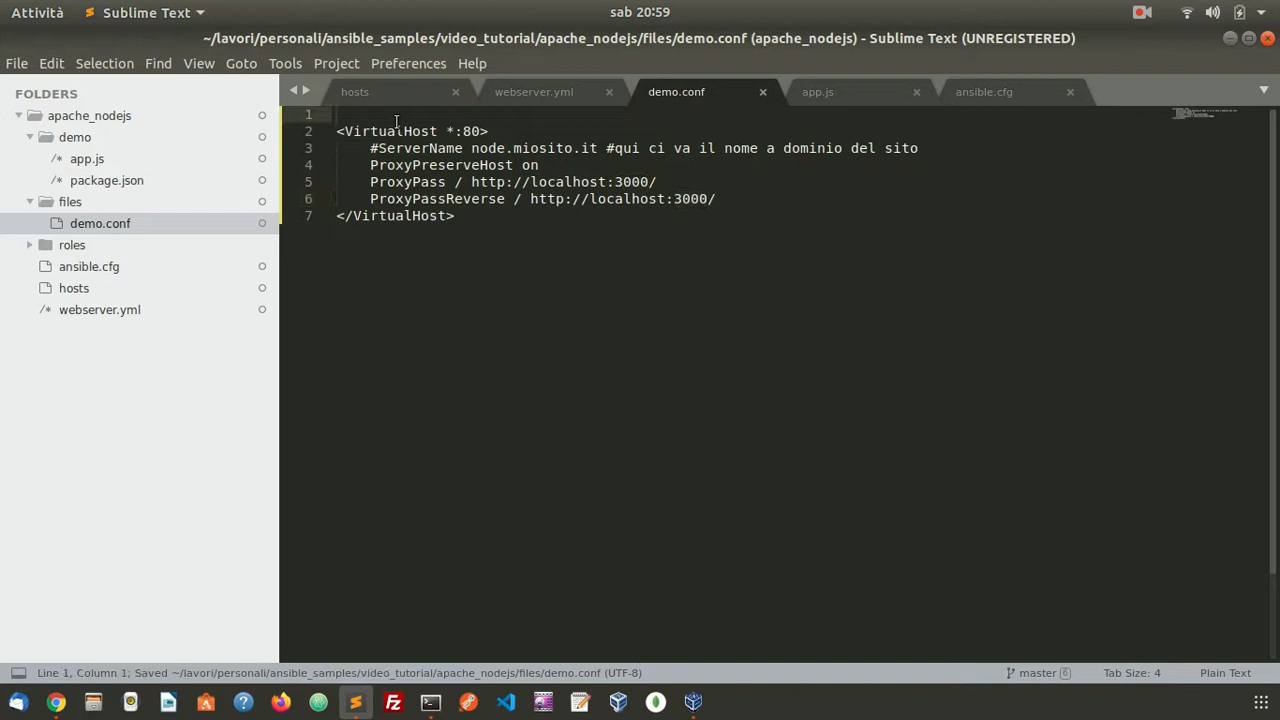 Attività
Sublime Text
sab 20:59
~/lavori/personali/ansible_samples/video_tutorial/apache_nodejs/files/demo.conf (apache_nodejs) - Sublime Text (UNREGISTERED)
File Edit Selection Find View Goto Tools Project Preferences Help
FOLDERS
apache_nodejs
demo
/* app.js
/* package.json
files
demo.conf
roles
ansible.cfg
hosts
/* webserver.yml
hosts × webserver.yml × demo.conf × app.js × ansible.cfg ×
1
2 <VirtualHost *:80>
3 #ServerName node.miosito.it #qui ci va il nome a dominio del sito
4 ProxyPreserveHost on
5 ProxyPass / http://localhost:3000/
6 ProxyPassReverse / http://localhost:3000/
7 </VirtualHost>
Line 1, Column 1; Saved ~/lavori/personali/ansible_samples/video_tutorial/apache_nodejs/files/demo.conf (UTF-8)
master 6
Tab Size: 4
Plain Text